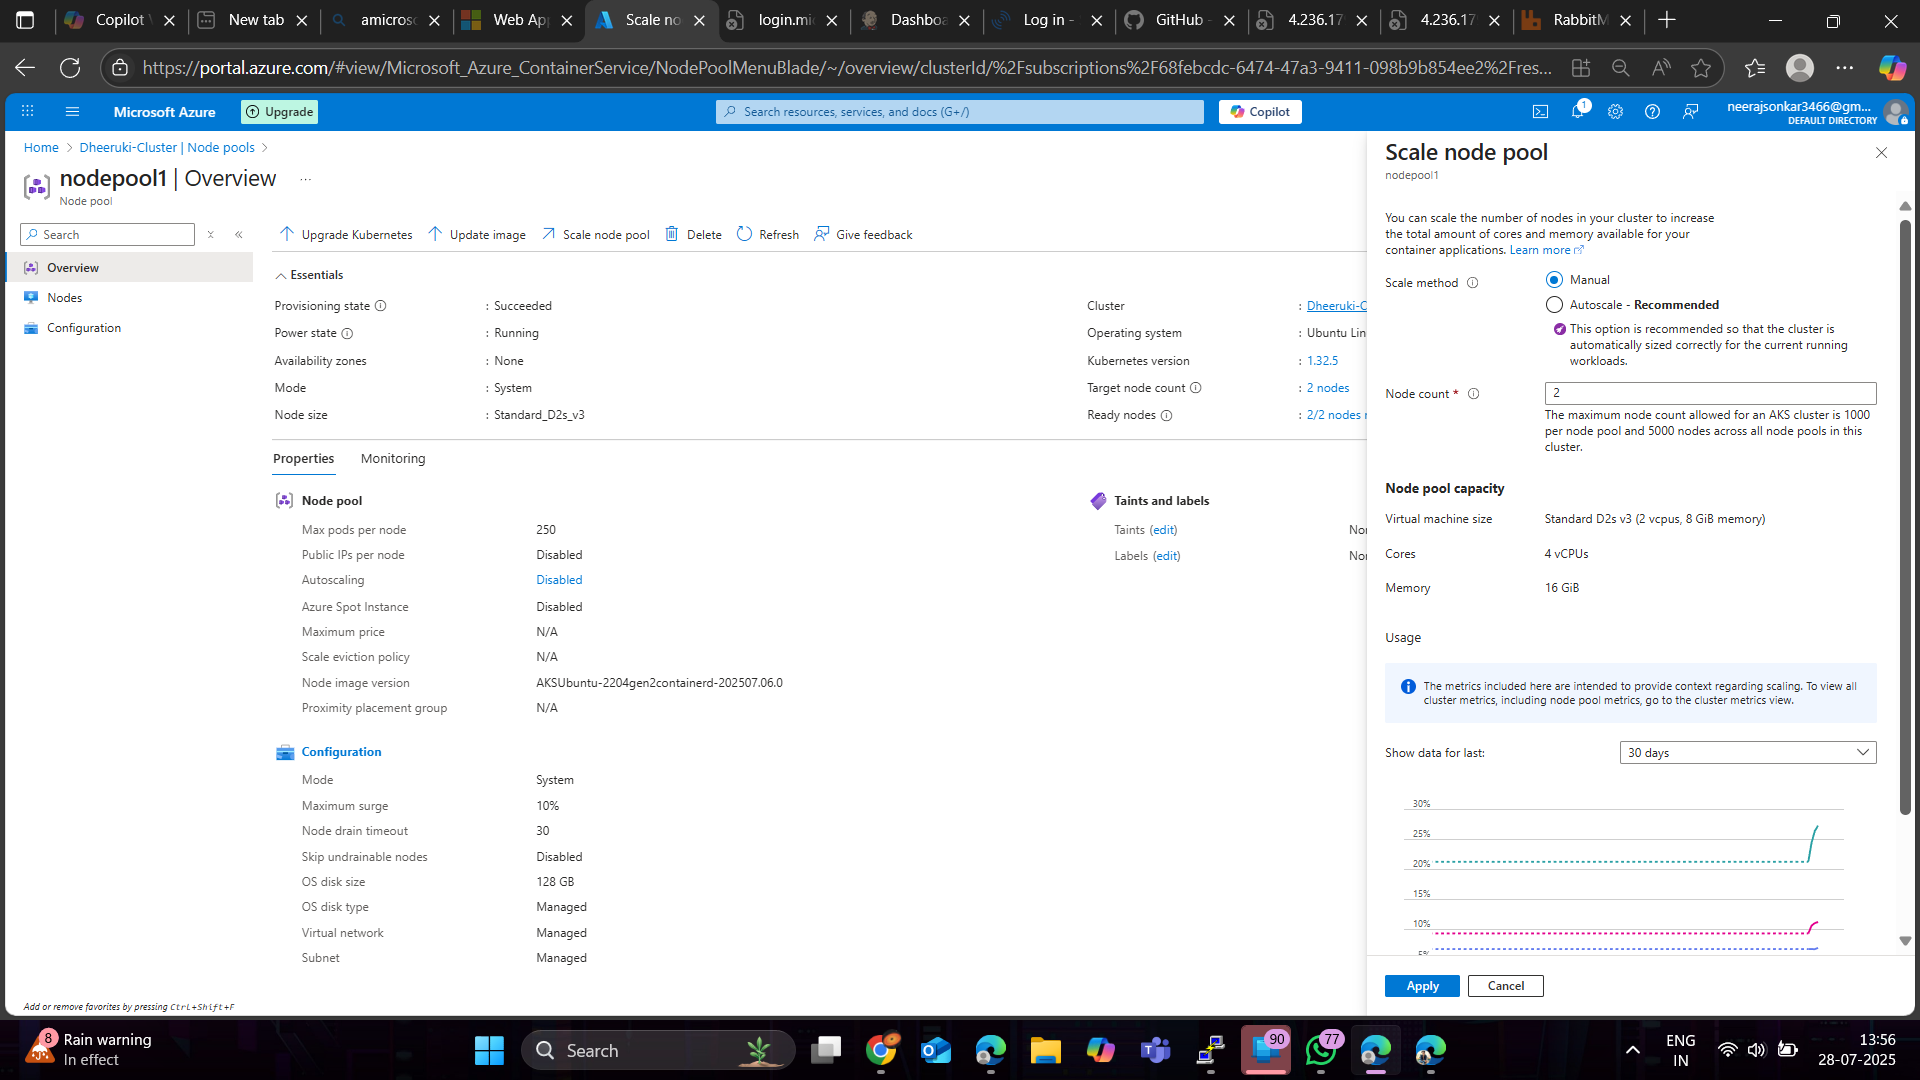 Copilot V
New tab
amicroso
Web App
Scale no
login.mi
Dashboa
Log in -
GitHub -
4.236.17
4.236.17
RabbitM
https://portal.azure.com/#view/Microsoft_Azure_ContainerService/NodePoolMenuBlade/~/overview/clusterId/%2Fsubscriptions%2F68febcdc-6474-47a3-9411-098b9b854ee2%2Fres...
Microsoft Azure
Upgrade
Search resources, services, and docs (G+/)
Copilot
1
neerajsonkar3466@gm...
DEFAULT DIRECTORY
Home > Dheeruki-Cluster | Node pools >
nodepool1 | Overview ...
Node pool
Search
Overview
Nodes
Configuration
Upgrade Kubernetes
Update image
Scale node pool
Delete
Refresh
Give feedback
Essentials
Provisioning state : Succeeded
Power state : Running
Availability zones : None
Mode : System
Node size : Standard_D2s_v3
Cluster : Dheeruki-C
Operating system : Ubuntu Lin
Kubernetes version : 1.32.5
Target node count : 2 nodes
Ready nodes : 2/2 nodes r
Properties
Monitoring
Node pool
Max pods per node 250
Public IPs per node Disabled
Autoscaling Disabled
Azure Spot Instance Disabled
Maximum price N/A
Scale eviction policy N/A
Node image version AKSUbuntu-2204gen2containerd-202507.06.0
Proximity placement group N/A
Taints and labels
Taints (edit) Nor
Labels (edit) Nor
Configuration
Mode System
Maximum surge 10%
Node drain timeout 30
Skip undrainable nodes Disabled
OS disk size 128 GB
OS disk type Managed
Virtual network Managed
Subnet Managed
Add or remove favorites by pressing Ctrl+Shift+F
Scale node pool
nodepool1
You can scale the number of nodes in your cluster to increase
the total amount of cores and memory available for your
container applications. Learn more
Scale method
Manual
Autoscale - Recommended
This option is recommended so that the cluster is
automatically sized correctly for the current running
workloads.
Node count *
2
The maximum node count allowed for an AKS cluster is 1000
per node pool and 5000 nodes across all node pools in this
cluster.
Node pool capacity
Virtual machine size Standard D2s v3 (2 vcpus, 8 GiB memory)
Cores 4 vCPUs
Memory 16 GiB
Usage
The metrics included here are intended to provide context regarding scaling. To view all
cluster metrics, including node pool metrics, go to the cluster metrics view.
Show data for last:
30 days
30%
25%
20%
15%
10%
5%
Apply
Cancel
8
Rain warning
In effect
Search
90
77
ENG
IN
13:56
28-07-2025